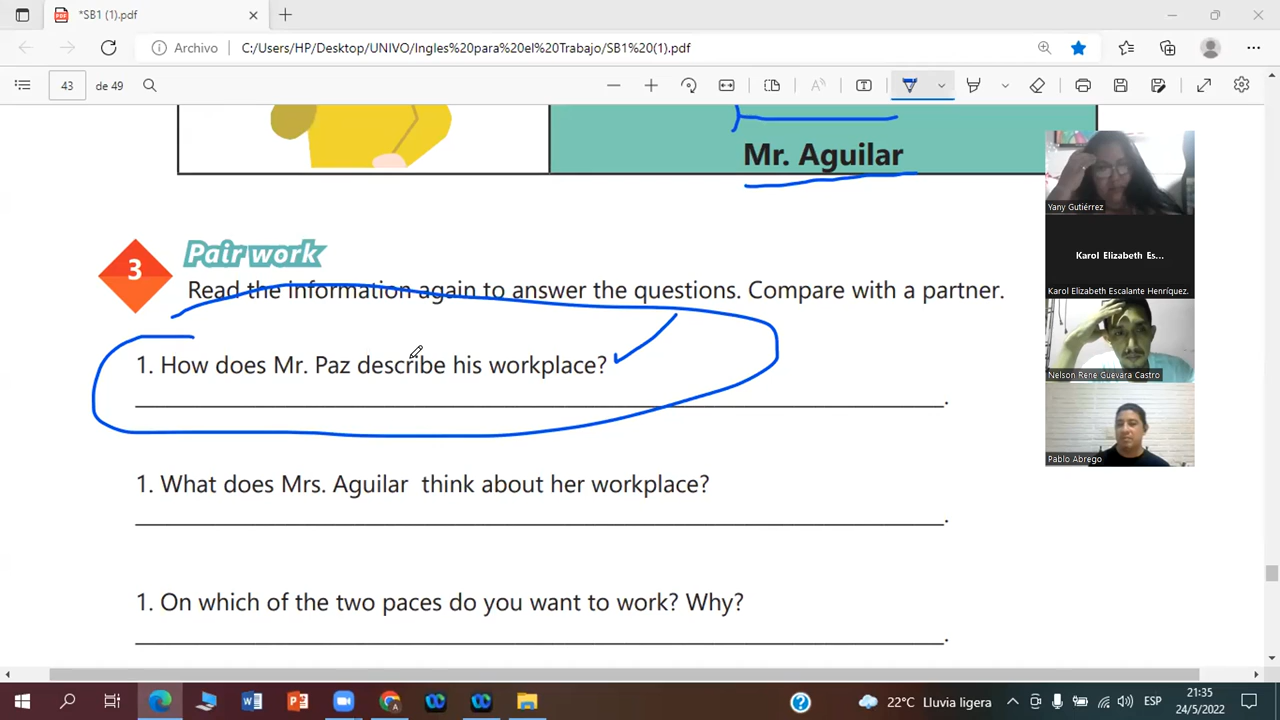 *SB1 (1).pdf
Archivo
C:/Users/HP/Desktop/UNIVO/Ingles%20para%20el%20Trabajo/SB1%20(1).pdf
43 de 49
Mr. Aguilar
Yany Gutiérrez
Karol Elizabeth Es...
Karol Elizabeth Escalante Henríquez.
Nelson Rene Guevara Castro
Pablo Abrego
3
Pair work
Read the information again to answer the questions. Compare with a partner.
1. How does Mr. Paz describe his workplace?
1. What does Mrs. Aguilar think about her workplace?
1. On which of the two paces do you want to work? Why?
22°C Lluvia ligera
ESP
21:35
24/5/2022